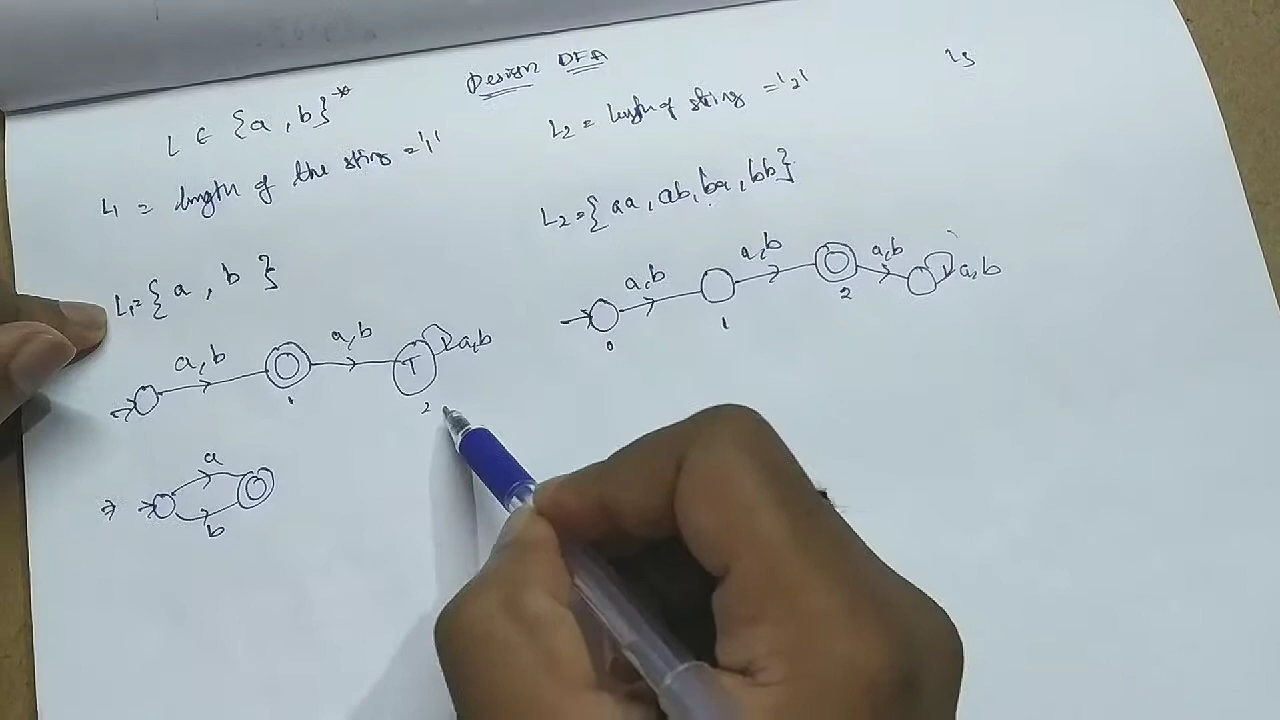 Design DFA
L ∈ {a, b}*
L1 = length of the string = '1'
L1 = {a, b}
a,b
a,b
T
a,b
1
2
⇒
a
b
L2 = length of string = '2'
L2 = {aa, ab, ba, bb}
a,b
a,b
a,b
a,b
0
1
2